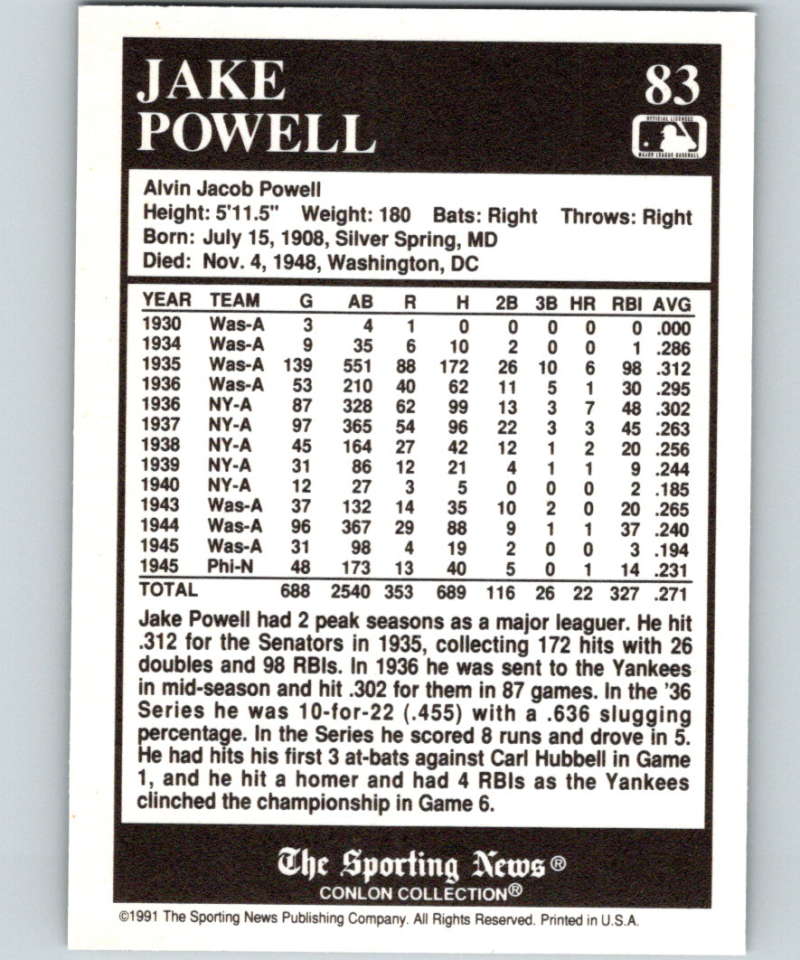 JAKE
POWELL
83
OFFICIAL LICENSEE
MAJOR LEAGUE BASEBALL
Alvin Jacob Powell
Height: 5'11.5" Weight: 180 Bats: Right Throws: Right
Born: July 15, 1908, Silver Spring, MD
Died: Nov. 4, 1948, Washington, DC
YEAR TEAM G AB R H 2B 3B HR RBI AVG
1930 Was-A 3 4 1 0 0 0 0 0 .000
1934 Was-A 9 35 6 10 2 0 0 1 .286
1935 Was-A 139 551 88 172 26 10 6 98 .312
1936 Was-A 53 210 40 62 11 5 1 30 .295
1936 NY-A 87 328 62 99 13 3 7 48 .302
1937 NY-A 97 365 54 96 22 3 3 45 .263
1938 NY-A 45 164 27 42 12 1 2 20 .256
1939 NY-A 31 86 12 21 4 1 1 9 .244
1940 NY-A 12 27 3 5 0 0 0 2 .185
1943 Was-A 37 132 14 35 10 2 0 20 .265
1944 Was-A 96 367 29 88 9 1 1 37 .240
1945 Was-A 31 98 4 19 2 0 0 3 .194
1945 Phi-N 48 173 13 40 5 0 1 14 .231
TOTAL 688 2540 353 689 116 26 22 327 .271
Jake Powell had 2 peak seasons as a major leaguer. He hit
.312 for the Senators in 1935, collecting 172 hits with 26
doubles and 98 RBIs. In 1936 he was sent to the Yankees
in mid-season and hit .302 for them in 87 games. In the '36
Series he was 10-for-22 (.455) with a .636 slugging
percentage. In the Series he scored 8 runs and drove in 5.
He had hits his first 3 at-bats against Carl Hubbell in Game
1, and he hit a homer and had 4 RBIs as the Yankees
clinched the championship in Game 6.
The Sporting News®
CONLON COLLECTION®
©1991 The Sporting News Publishing Company. All Rights Reserved. Printed in U.S.A.